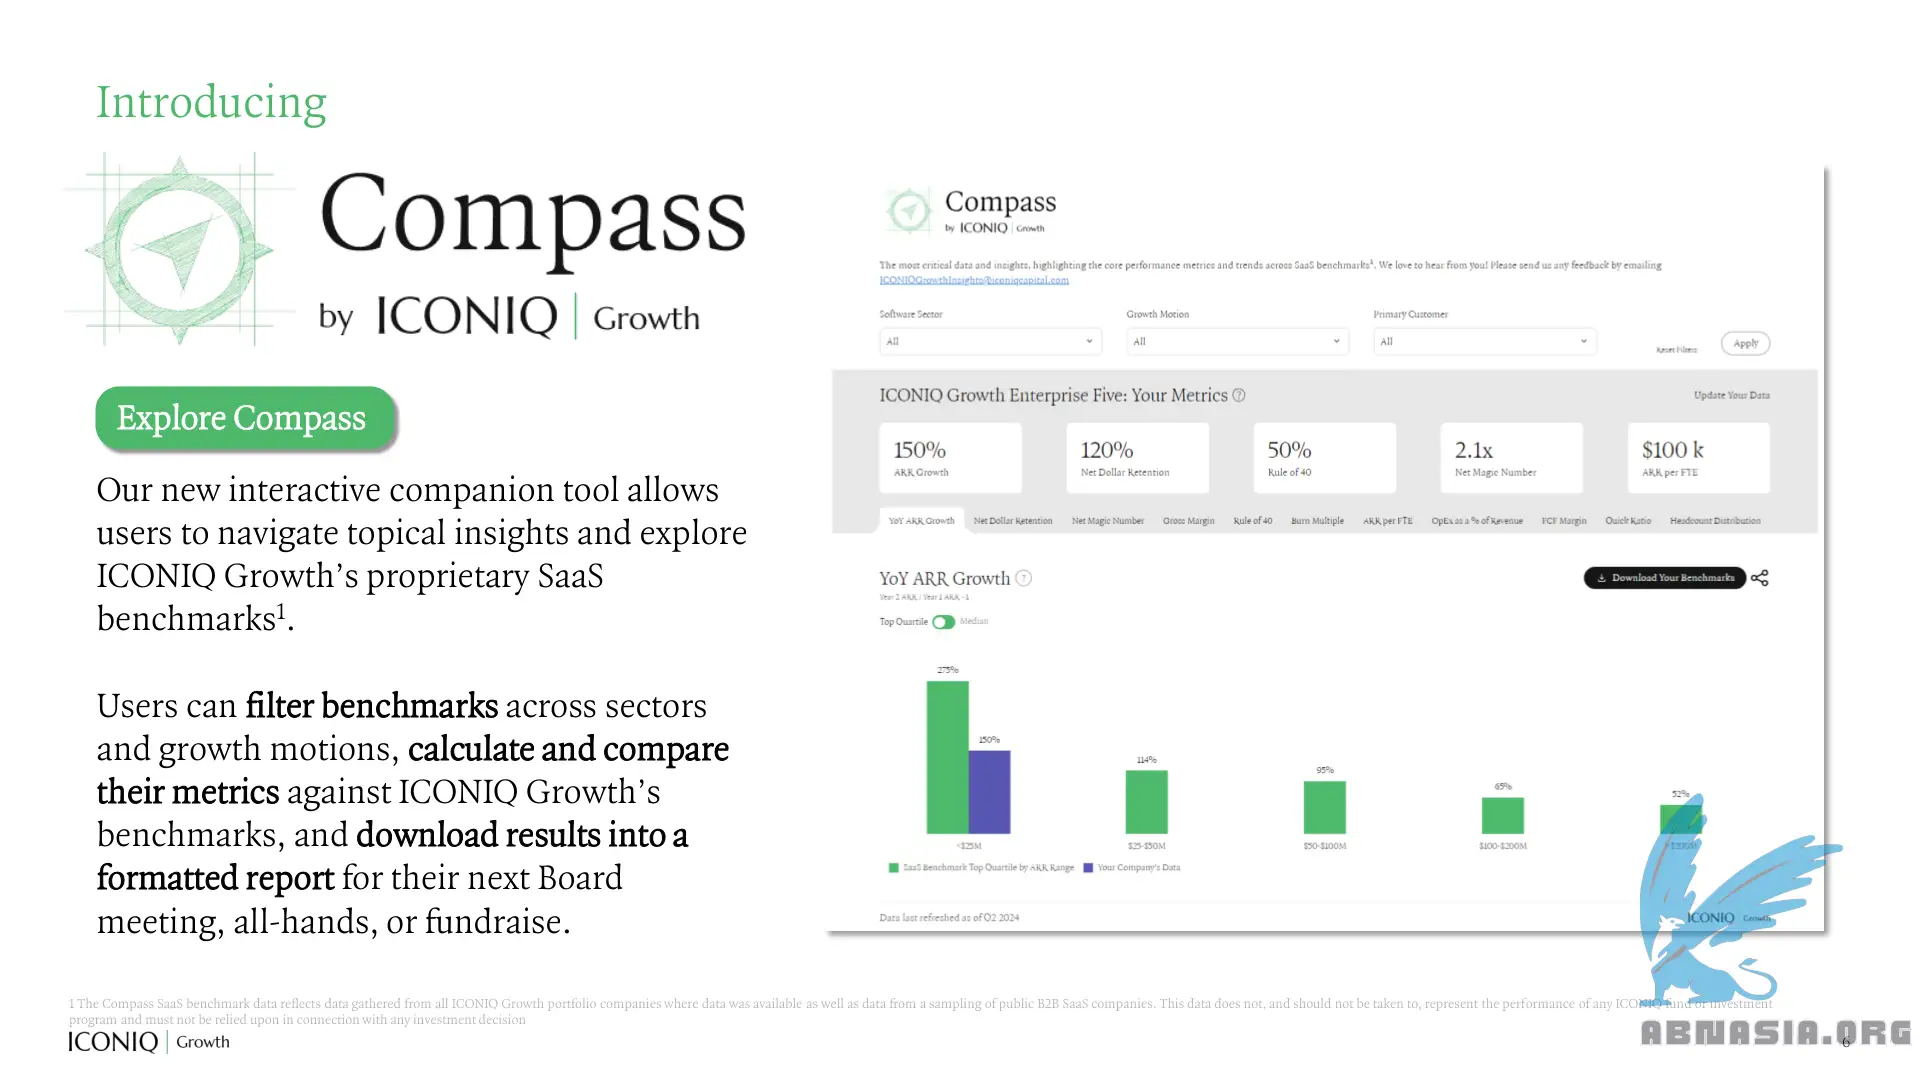 Introducing
Compass
by ICONIQ | Growth
Explore Compass
Our new interactive companion tool allows
users to navigate topical insights and explore
ICONIQ Growth’s proprietary SaaS
benchmarks¹.
Users can filter benchmarks across sectors
and growth motions, calculate and compare
their metrics against ICONIQ Growth’s
benchmarks, and download results into a
formatted report for their next Board
meeting, all-hands, or fundraise.
Compass
by ICONIQ | Growth
The most critical data and insights, highlighting the core performance metrics and trends across SaaS benchmarks¹. We love to hear from you! Please send us any feedback by emailing
ICONIQGrowthInsights@iconiqcapital.com
Software Sector Growth Motion Primary Customer
All All All Reset Filters Apply
ICONIQ Growth Enterprise Five: Your Metrics ? Update Your Data
150% 120% 50% 2.1x $100 k
ARR Growth Net Dollar Retention Rule of 40 Net Magic Number ARR per FTE
YoY ARR Growth Net Dollar Retention Net Magic Number Gross Margin Rule of 40 Burn Multiple ARR per FTE OpEx as a % of Revenue FCF Margin Quick Ratio Headcount Distribution
YoY ARR Growth ? Download Your Benchmarks
Year 2 ARR / Year 1 ARR -1
Top Quartile Median
275%
150%
114%
95%
65%
52%
<$25M $25-$50M $50-$100M $100-$200M
SaaS Benchmark Top Quartile by ARR Range Your Company's Data
Data last refreshed as of Q2 2024 ICONIQ | Growth
1 The Compass SaaS benchmark data reflects data gathered from all ICONIQ Growth portfolio companies where data was available as well as data from a sampling of public B2B SaaS companies. This data does not, and should not be taken to, represent the performance of any ICONIQ fund or investment
program and must not be relied upon in connection with any investment decision
ICONIQ | Growth
ABNASIA.ORG
6